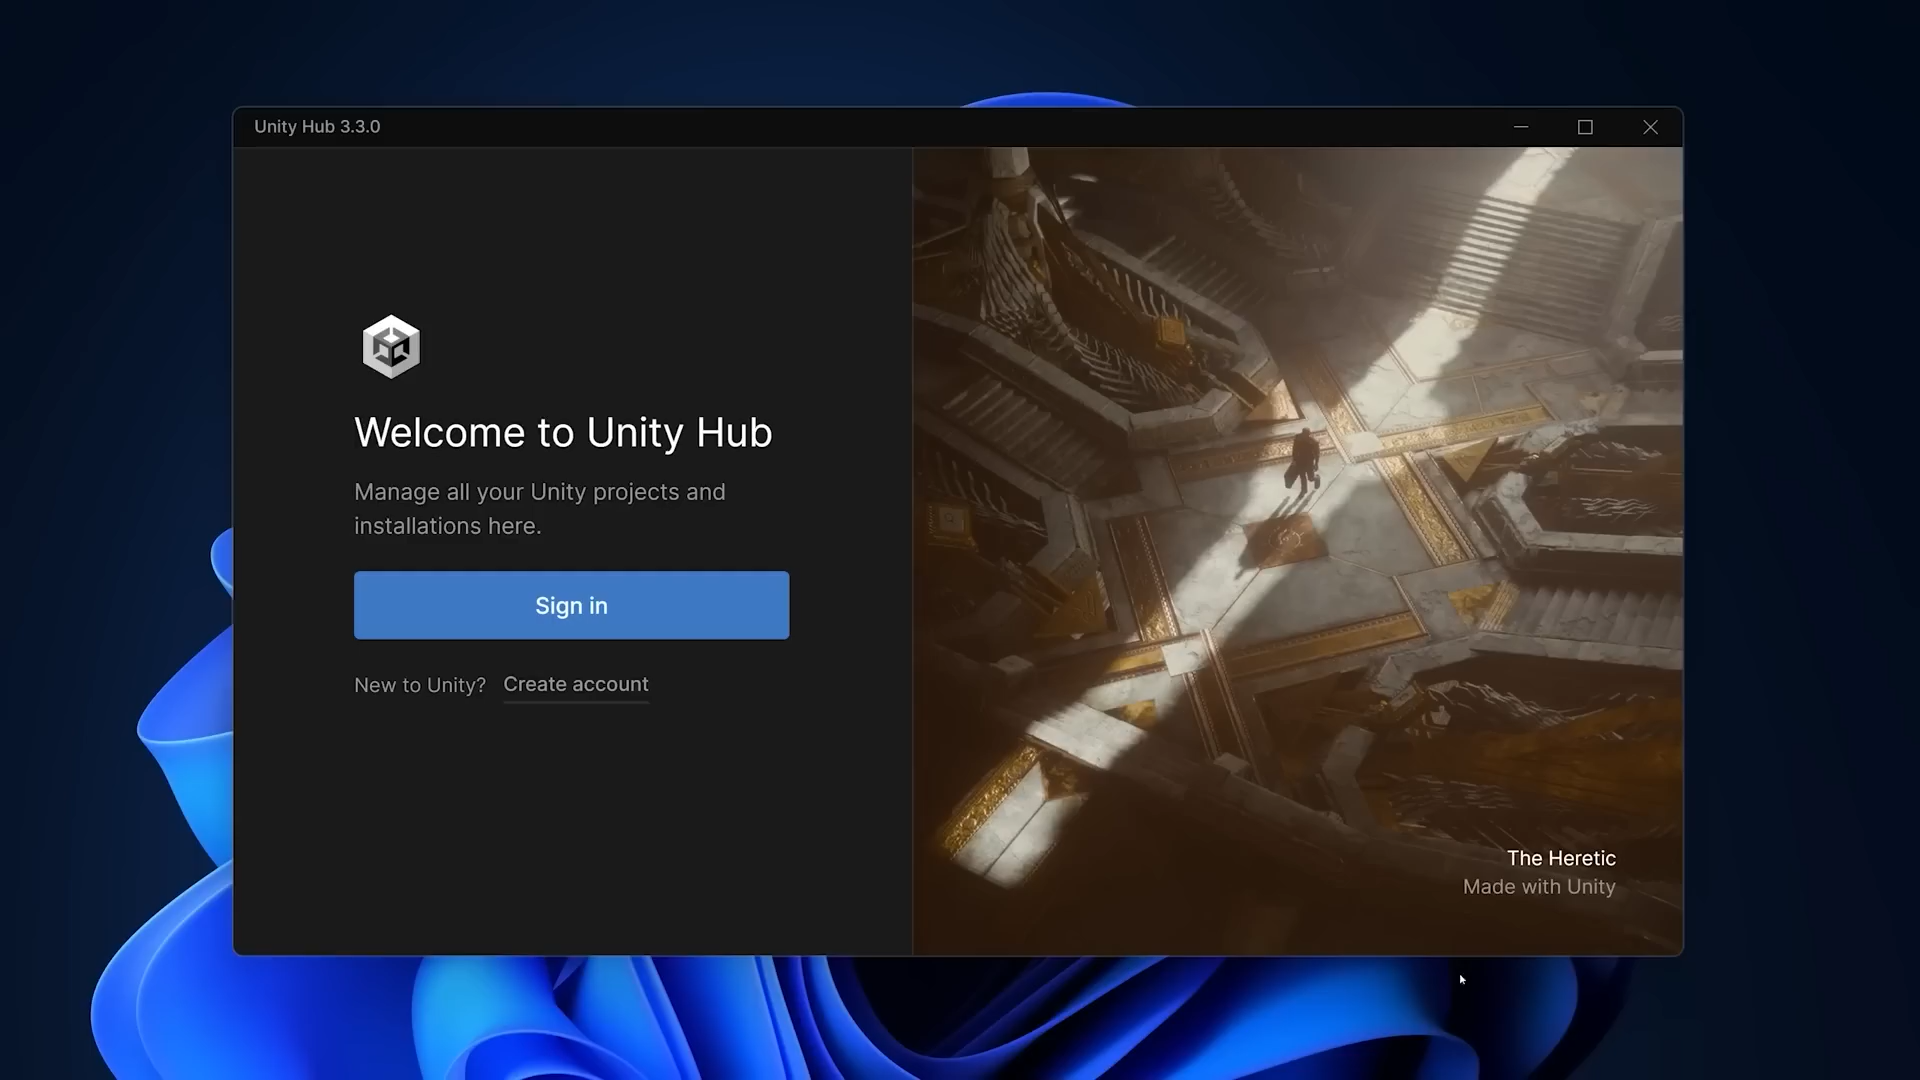 Unity Hub 3.3.0
Welcome to Unity Hub
Manage all your Unity projects and
installations here.
Sign in
New to Unity? Create account
The Heretic
Made with Unity